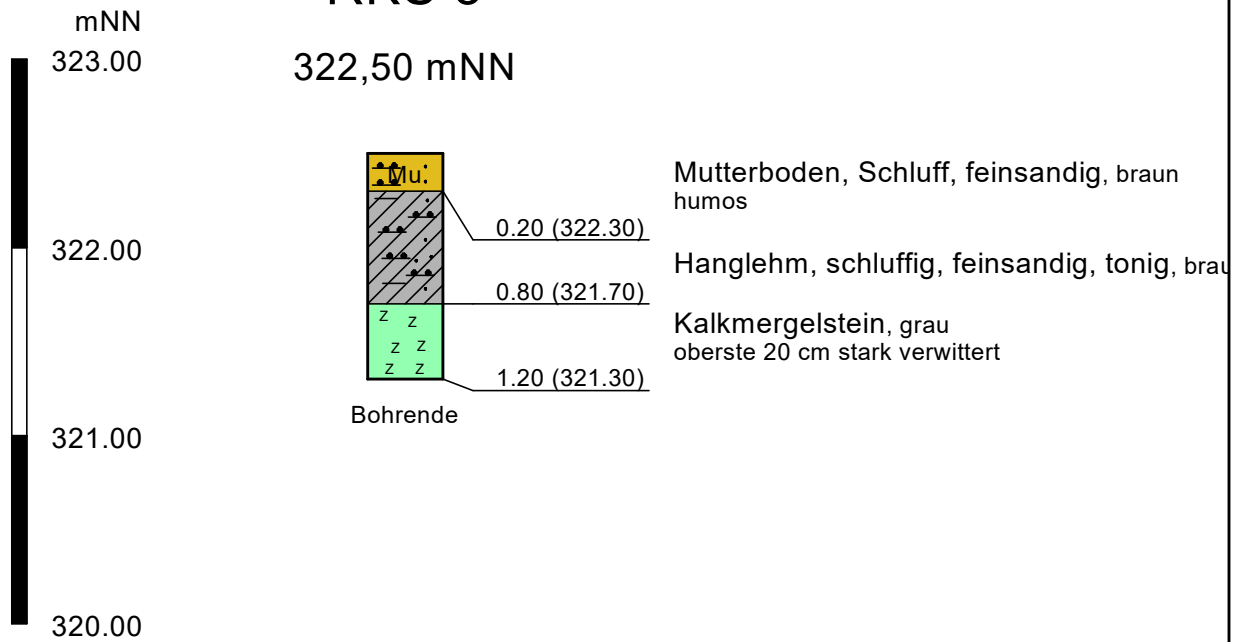 mNN
323.00
322,50 mNN
Mu.
Mutterboden, Schluff, feinsandig, braun
humos
0.20 (322.30)
322.00
Hanglehm, schluffig, feinsandig, tonig,
0.80 (321.70)
Kalkmergelstein, grau
oberste 20 cm stark verwittert
z z
z z
z z
1.20 (321.30)
Bohrende
321.00
320.00